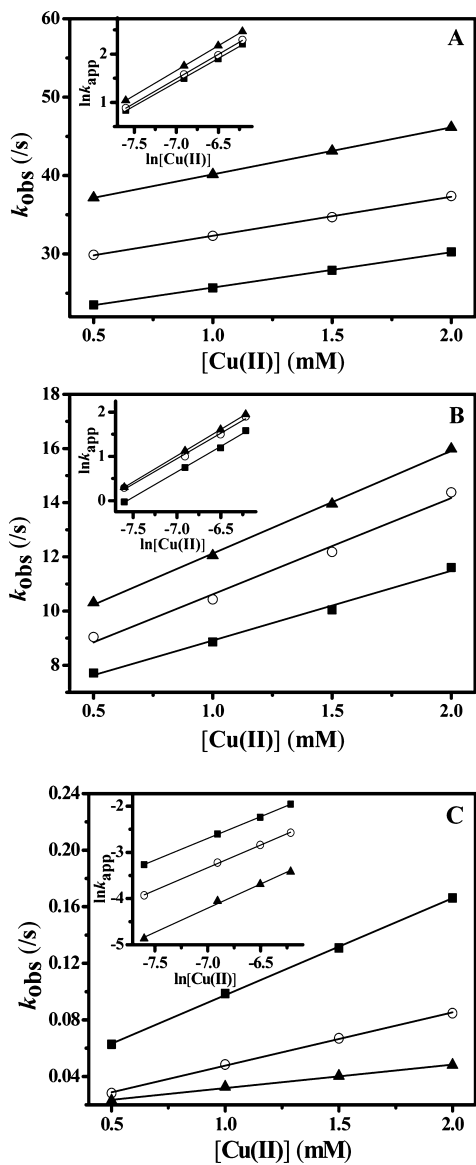 A
60
50
40
30
kobs (/s)
0.5 1.0 1.5 2.0
[Cu(II)] (mM)
2
1
lnkapp
-7.5 -7.0 -6.5
ln[Cu(II)]
B
18
16
14
12
10
8
kobs (/s)
0.5 1.0 1.5 2.0
[Cu(II)] (mM)
2
1
0
lnkapp
-7.5 -7.0 -6.5
ln[Cu(II)]
C
0.24
0.20
0.16
0.12
0.08
0.04
kobs (/s)
0.5 1.0 1.5 2.0
[Cu(II)] (mM)
-2
-3
-4
-5
lnkapp
-7.5 -7.0 -6.5
ln[Cu(II)]